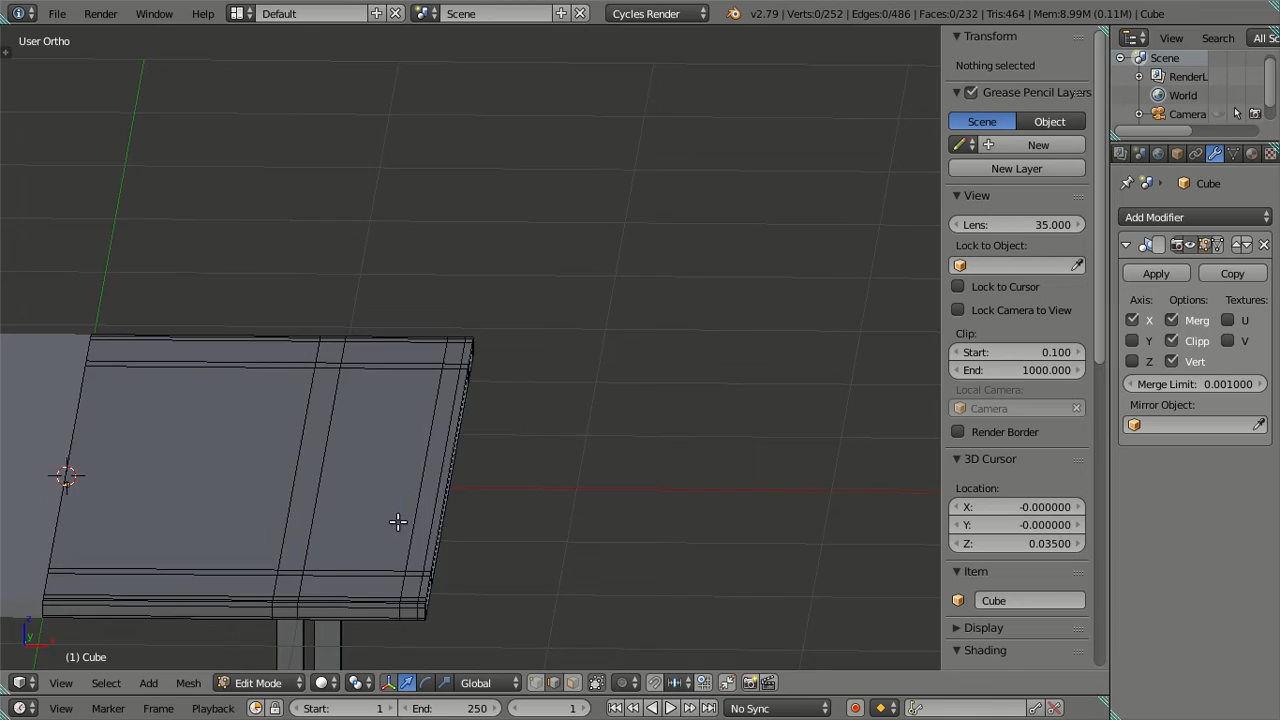 File Render Window Help Default Scene Cycles Render v2.79 | Verts:0/252 | Edges:0/486 | Faces:0/232 | Tris:464 | Mem:8.99M (0.11M) | Cube
User Ortho
Transform
Nothing selected
Grease Pencil Layers
Scene Object
New
New Layer
View
Lens: 35.000
Lock to Object:
Lock to Cursor
Lock Camera to View
Clip:
Start: 0.100
End: 1000.000
Local Camera:
Camera
Render Border
3D Cursor
Location:
X: -0.000000
Y: -0.000000
Z: 0.03500
Item
Cube
Display
Shading
View Search All Sc
Scene
RenderL
World
Camera
Cube
Add Modifier
Apply Copy
Axis: Options: Textures:
X Merg U
Y Clipp V
Z Vert
Merge Limit: 0.001000
Mirror Object:
z
y
x
(1) Cube
View Select Add Mesh Edit Mode Global
View Marker Frame Playback Start: 1 End: 250 1 No Sync